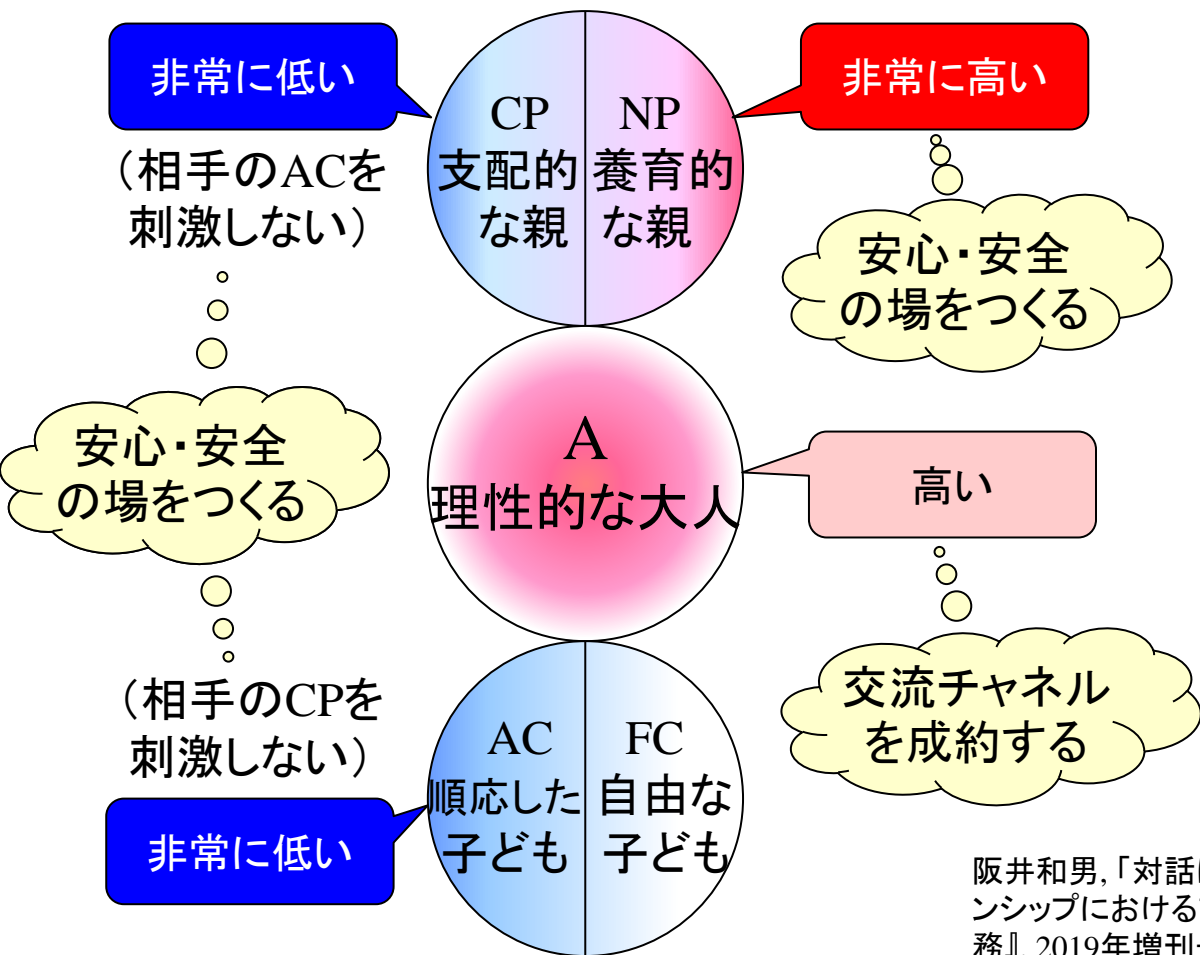 非常に低い
非常に高い
(相手のACを
刺激しない)
CP
支配的
な親
NP
養育的
な親
安心・安全
の場をつくる
安心・安全
の場をつくる
A
理性的な大人
高い
交流チャネル
を成約する
(相手のCPを
刺激しない)
非常に低い
AC
順応した
子ども
FC
自由な
子ども
阪井和男,「対話
ンシップにおける
務』, 2019年増刊